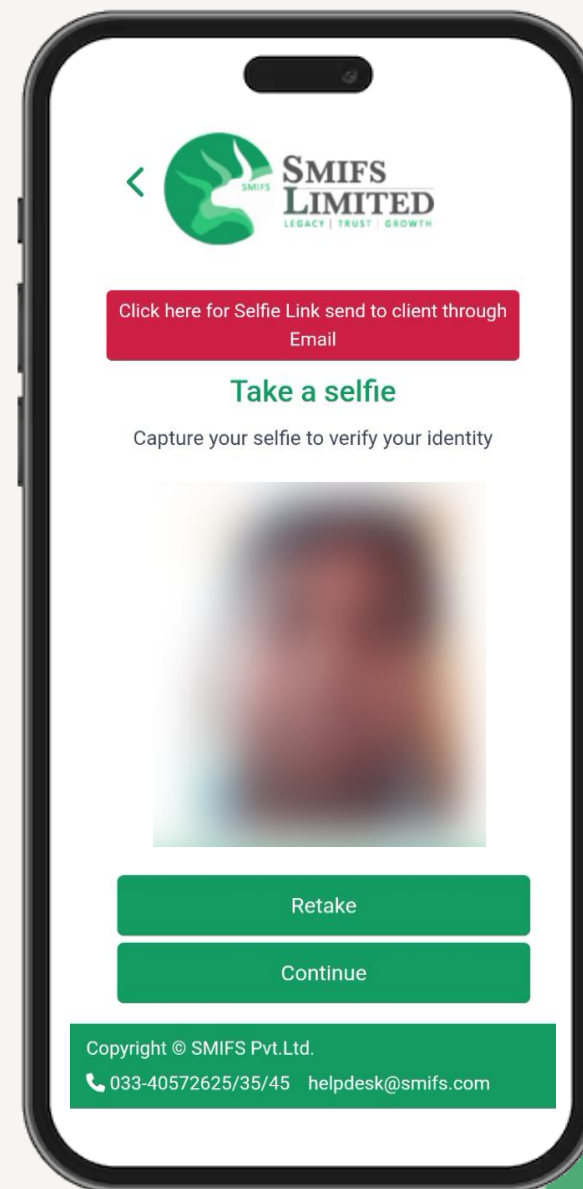 SMIFS
SMIFS
LIMITED
LEGACY | TRUST | GROWTH
Click here for Selfie Link send to client through
Email
Take a selfie
Capture your selfie to verify your identity
Retake
Continue
Copyright © SMIFS Pvt.Ltd.
033-40572625/35/45 helpdesk@smifs.com